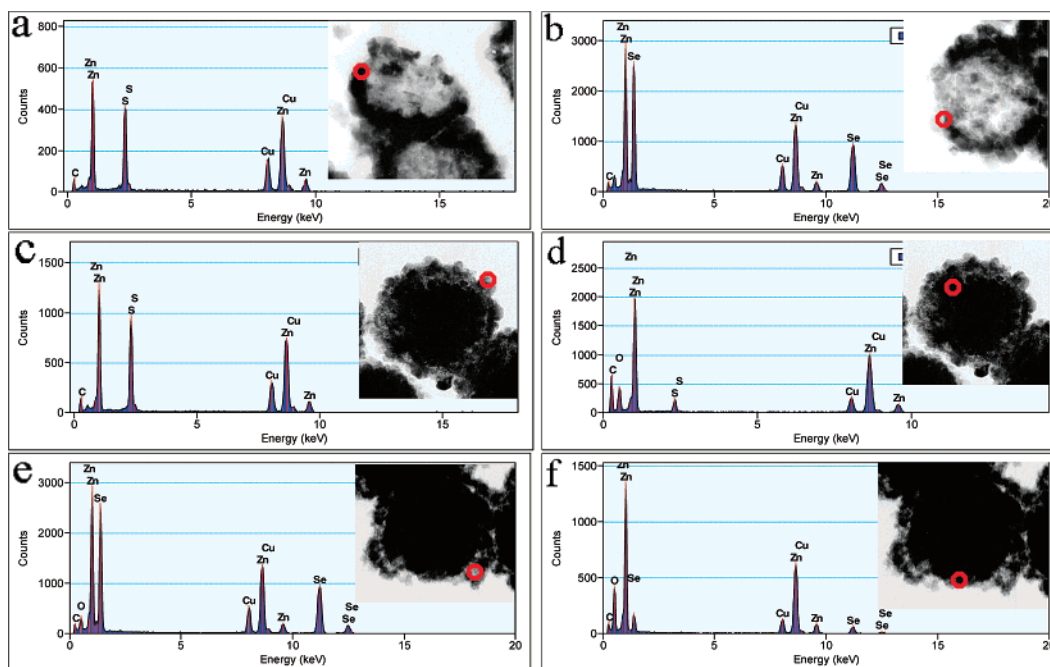 a
800
600
400
200
0
Counts
Zn
Zn
S
S
C
Cu
Cu
Zn
Zn
0 5 10 15
Energy (keV)
b
3000
2000
1000
0
Counts
Zn
Zn
Se
C
Cu
Cu
Zn
Zn
Se
Se
Se
0 5 10 15 20
Energy (keV)
c
1500
1000
500
0
Counts
Zn
Zn
S
S
C
Cu
Cu
Zn
Zn
0 5 10 15
Energy (keV)
d
2500
2000
1500
1000
500
0
Counts
Zn
Zn
Zn
O
C
S
S
Cu
Cu
Zn
Zn
0 5 10
Energy (keV)
e
3000
2000
1000
0
Counts
Zn
Zn
Se
O
C
Cu
Cu
Zn
Zn
Se
Se
Se
0 5 10 15 20
Energy (keV)
f
1500
1000
500
0
Counts
Zn
Zn
O
Se
C
Cu
Cu
Zn
Zn
Se
Se
Se
0 5 10 15 20
Energy (keV)